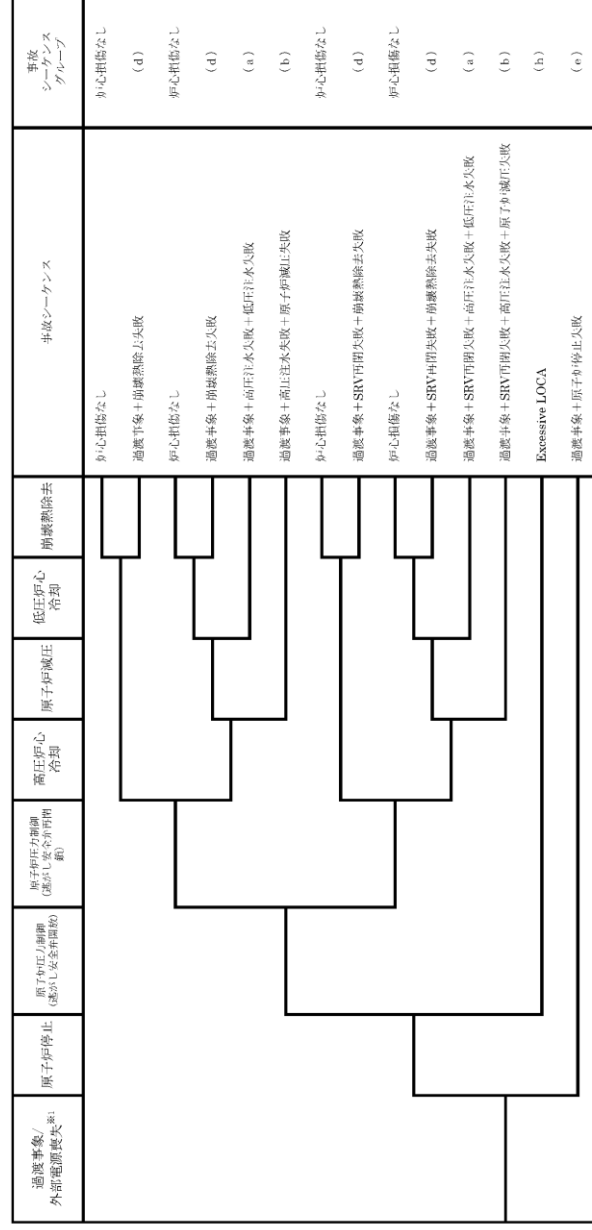 過渡事象/
外部電源喪失※1
原子炉停止
原子炉圧力制御
(逃がし安全弁開放)
原子炉圧力制御
(逃がし安全弁再閉
鎖)
高圧炉心
冷却
原子炉減圧
低圧炉心
冷却
崩壊熱除去
事故シーケンス
事故
シーケンス
グループ
炉心損傷なし
炉心損傷なし
過渡事象+崩壊熱除去失敗
(d)
炉心損傷なし
炉心損傷なし
過渡事象+崩壊熱除去失敗
(d)
過渡事象+高圧注水失敗+低圧注水失敗
(a)
過渡事象+高圧注水失敗+原子炉減圧失敗
(b)
炉心損傷なし
炉心損傷なし
過渡事象+SRV再閉失敗+崩壊熱除去失敗
(d)
炉心損傷なし
炉心損傷なし
過渡事象+SRV再閉失敗+崩壊熱除去失敗
(d)
過渡事象+SRV再閉失敗+高圧注水失敗+低圧注水失敗
(a)
過渡事象+SRV再閉失敗+高圧注水失敗+原子炉減圧失敗
(b)
Excessive LOCA
(h)
過渡事象+原子炉停止失敗
(e)